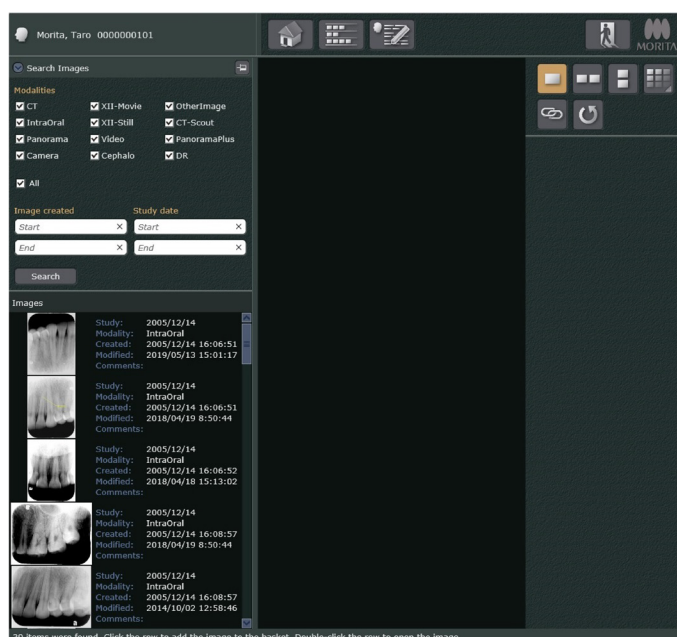 Morita, Taro 0000000101
MORITA
Search Images
Modalities
CT XII-Movie OtherImage
IntraOral XII-Still CT-Scout
Panorama Video PanoramaPlus
Camera Cephalo DR
All
Image created Study date
Start × Start ×
End × End ×
Search
Images
Study: 2005/12/14
Modality: IntraOral
Created: 2005/12/14 16:06:51
Modified: 2019/05/13 15:01:17
Comments:
Study: 2005/12/14
Modality: IntraOral
Created: 2005/12/14 16:06:51
Modified: 2018/04/19 8:50:44
Comments:
Study: 2005/12/14
Modality: IntraOral
Created: 2005/12/14 16:06:52
Modified: 2018/04/18 15:13:02
Comments:
Study: 2005/12/14
Modality: IntraOral
Created: 2005/12/14 16:08:57
Modified: 2018/04/19 8:50:44
Comments:
Study: 2005/12/14
Modality: IntraOral
Created: 2005/12/14 16:08:57
Modified: 2014/10/02 12:58:46
Comments:
a
items were found. Click the row to add the image to the basket. Double-click the row to open the image.